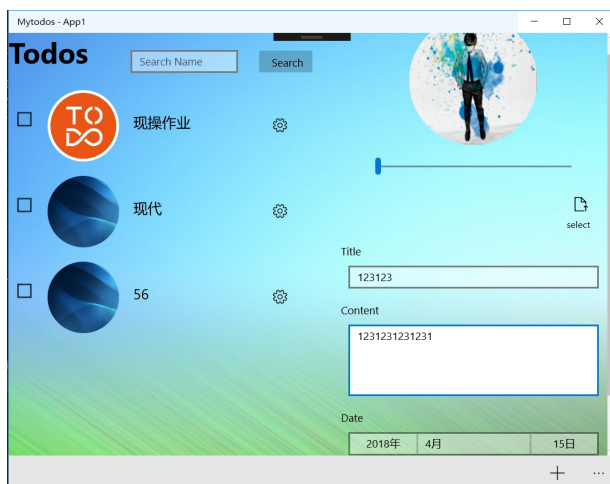 Mytodos - App1
Todos
Search Name
Search
TO
DO
现操作业
现代
56
select
Title
123123
Content
1231231231231
Date
2018年 4月 15日